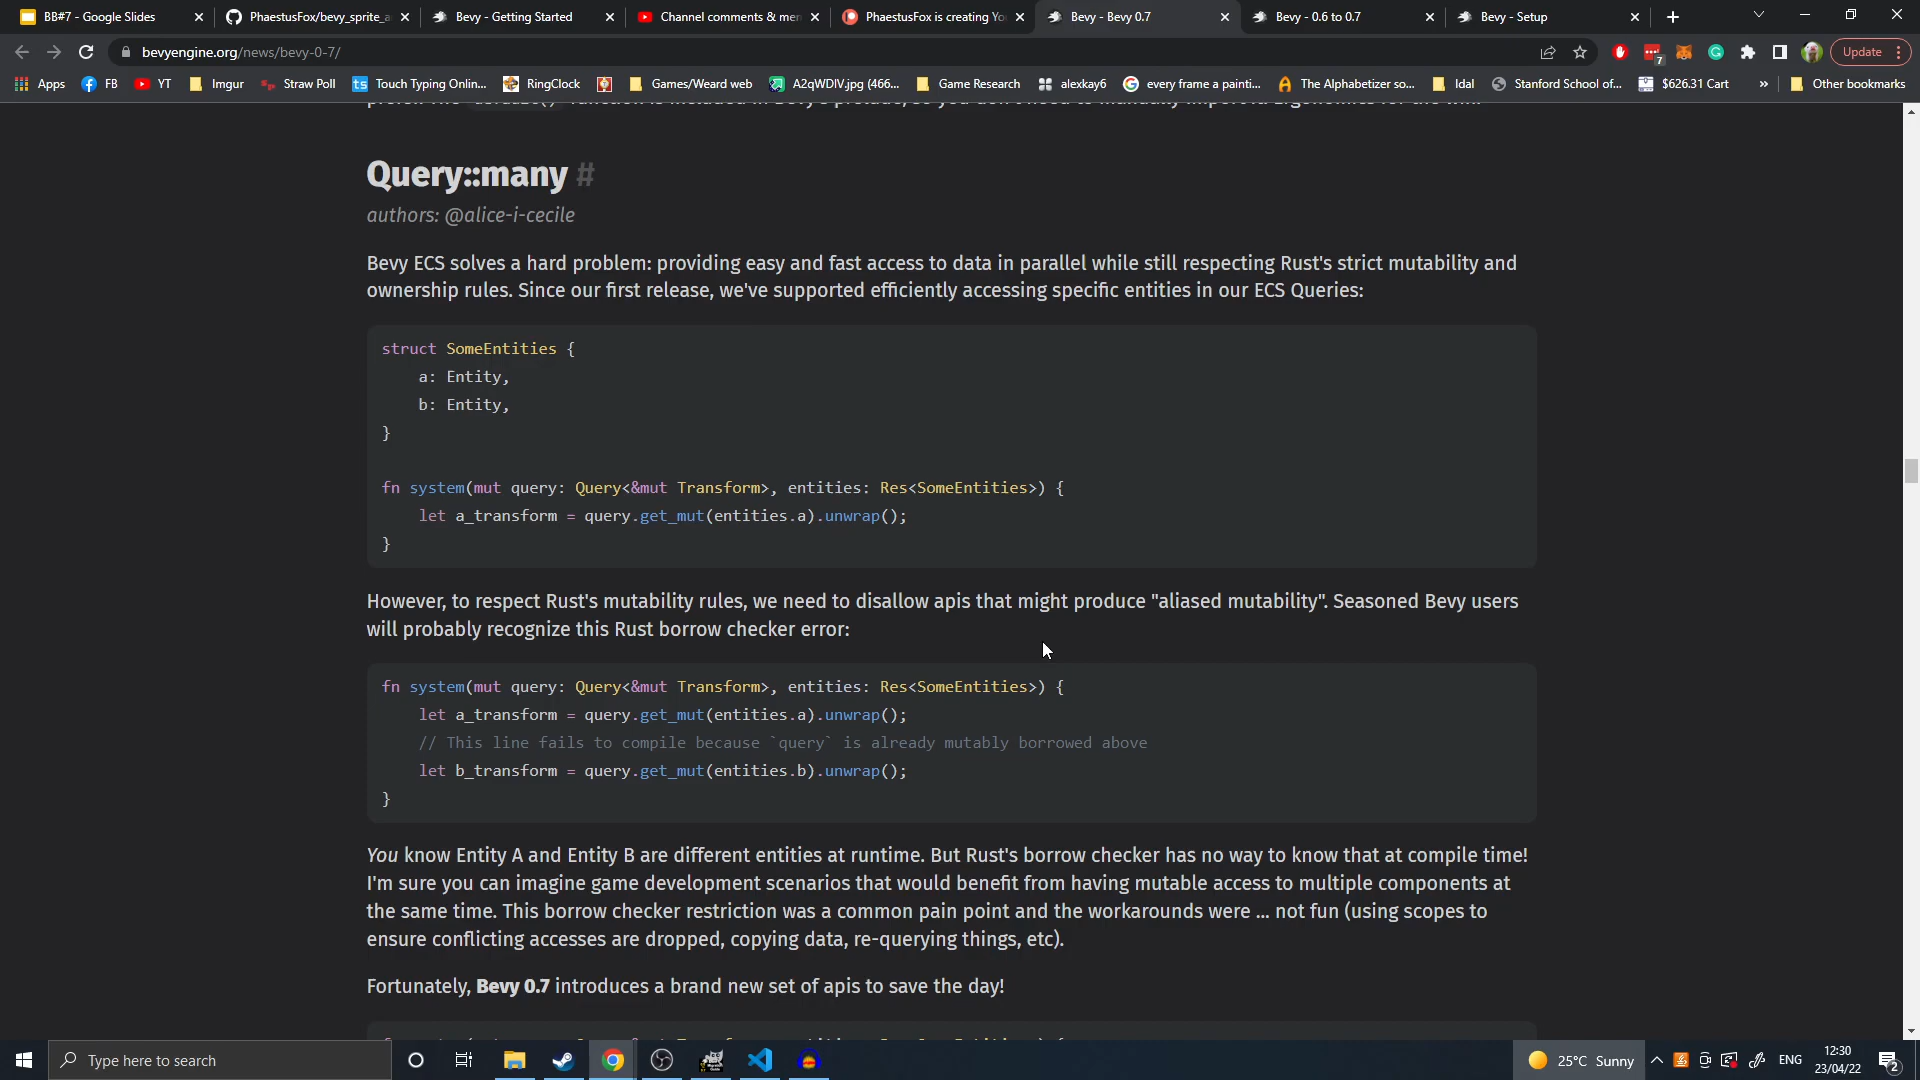 BB#7 - Google Slides
PhaestusFox/bevy_sprite_a
Bevy - Getting Started
Channel comments & men
PhaestusFox is creating Yo
Bevy - Bevy 0.7
Bevy - 0.6 to 0.7
Bevy - Setup
bevyengine.org/news/bevy-0-7/
7
Update
Apps
FB
YT
Imgur
Straw Poll
ts
Touch Typing Onlin...
RingClock
Games/Weard web
A2qWDIV.jpg (466...
Game Research
alexkay6
every frame a painti...
The Alphabetizer so...
Idal
Stanford School of...
$626.31 Cart
»
Other bookmarks
Query::many #
authors: @alice-i-cecile
Bevy ECS solves a hard problem: providing easy and fast access to data in parallel while still respecting Rust's strict mutability and
ownership rules. Since our first release, we've supported efficiently accessing specific entities in our ECS Queries:
struct SomeEntities {
    a: Entity,
    b: Entity,
}
fn system(mut query: Query<&mut Transform>, entities: Res<SomeEntities>) {
    let a_transform = query.get_mut(entities.a).unwrap();
}
However, to respect Rust's mutability rules, we need to disallow apis that might produce "aliased mutability". Seasoned Bevy users
will probably recognize this Rust borrow checker error:
fn system(mut query: Query<&mut Transform>, entities: Res<SomeEntities>) {
    let a_transform = query.get_mut(entities.a).unwrap();
    // This line fails to compile because `query` is already mutably borrowed above
    let b_transform = query.get_mut(entities.b).unwrap();
}
You know Entity A and Entity B are different entities at runtime. But Rust's borrow checker has no way to know that at compile time!
I'm sure you can imagine game development scenarios that would benefit from having mutable access to multiple components at
the same time. This borrow checker restriction was a common pain point and the workarounds were ... not fun (using scopes to
ensure conflicting accesses are dropped, copying data, re-querying things, etc).
Fortunately, Bevy 0.7 introduces a brand new set of apis to save the day!
Type here to search
25°C Sunny
ENG
12:30
23/04/22
2